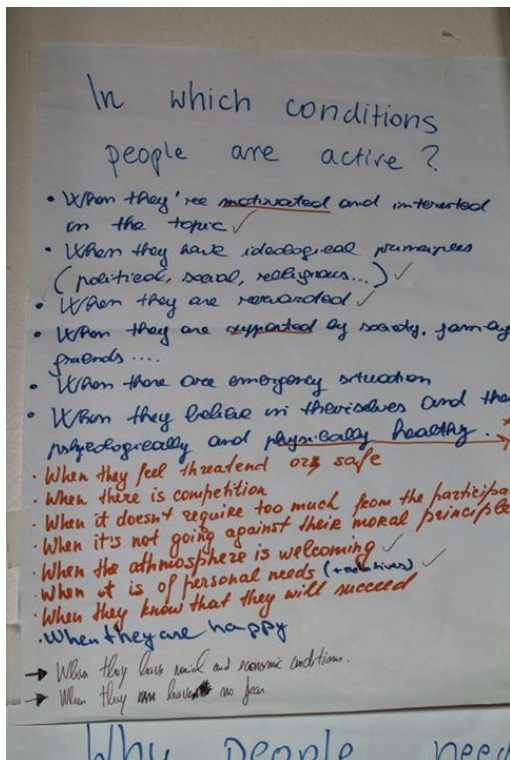 In which conditions
people are active?
• When they're motivated and interested
in the topic ✓
• When they have ideological
(political, social, religious...) ✓
• When they are rewarded ✓
• When they are supported by society, family
friends ....
• When there are emergency situation
• When they believe in theirselves and
and physically healthy.
• When they feel threatend or safe
• When there is competition
• When it doesn't require too much from the participa
• When it's not going against their moral principle
• When the athmosphere is welcoming ✓
• When it is of personal needs (+relatives) ✓
• When they know that they will succeed
• When they are happy
→ When they have social and economic conditions.
→ When they have no fear
Why people need